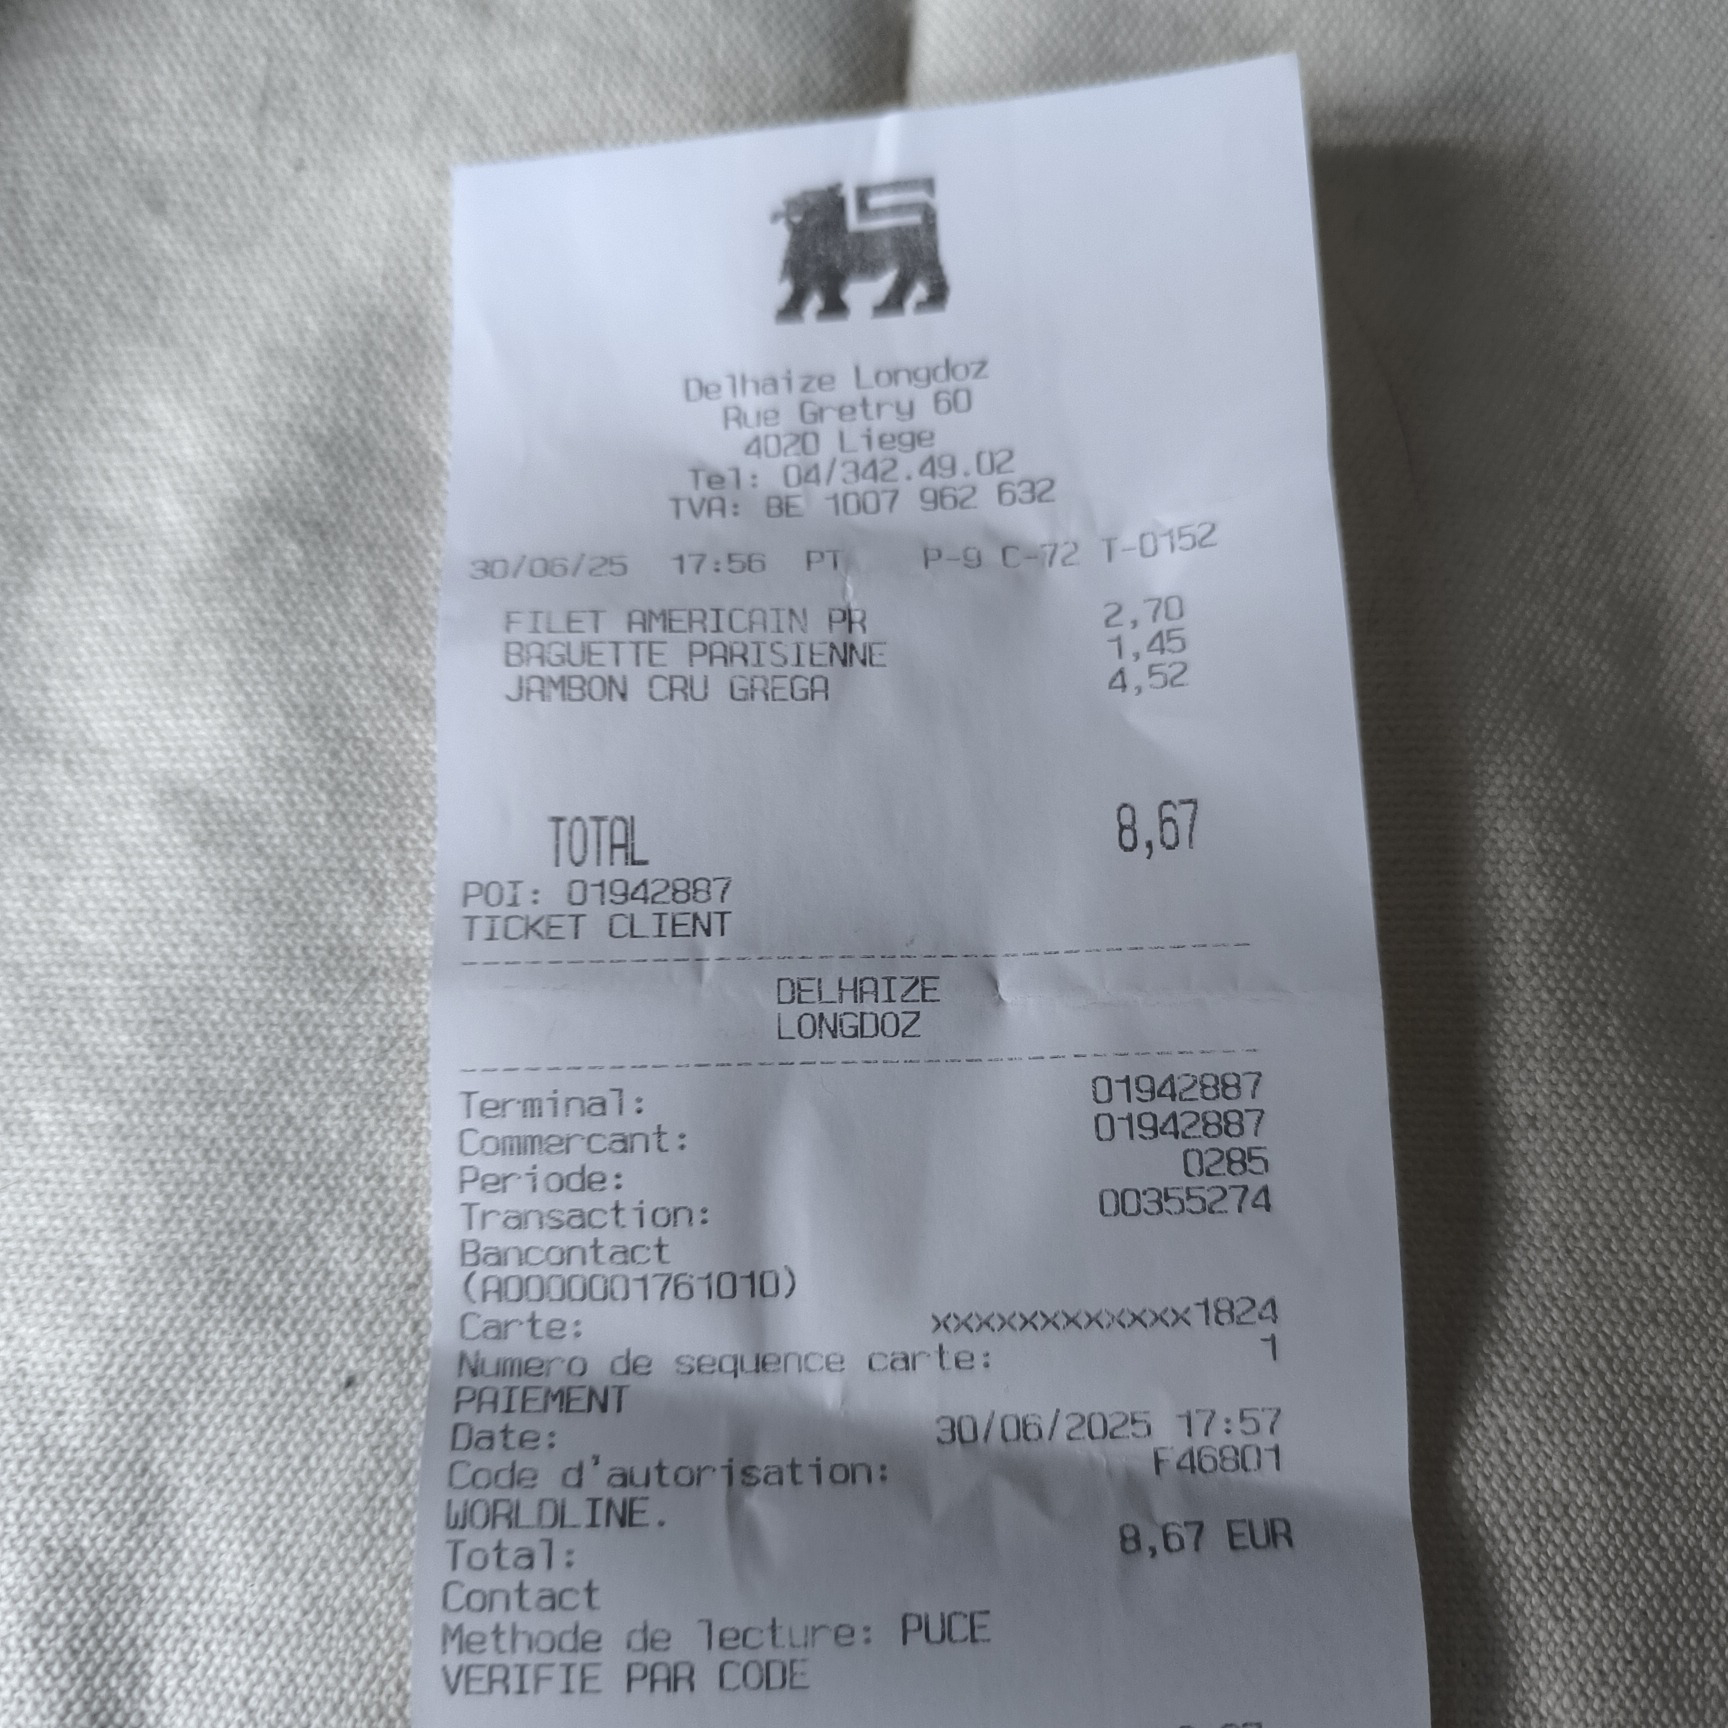 Delhaize Longdoz
Rue Gretry 60
4020 Liege
Tel: 04/342.49.02
TVA: BE 1007 962 632
30/06/25 17:56 PT P-9 C-72 T-0152
FILET AMERICAIN PR 2,70
BAGUETTE PARISIENNE 1,45
JAMBON CRU GREGA 4,52
TOTAL 8,67
POI: 01942887
TICKET CLIENT
DELHAIZE
LONGDOZ
Terminal: 01942887
Commercant: 01942887
Periode: 0285
Transaction: 00355274
Bancontact
(A0000001761010)
Carte: xxxxxxxxxxxxx1824
Numero de sequence carte: 1
PAIEMENT
Date: 30/06/2025 17:57
Code d'autorisation: F46801
WORLDLINE.
Total: 8,67 EUR
Contact
Methode de lecture: PUCE
VERIFIE PAR CODE